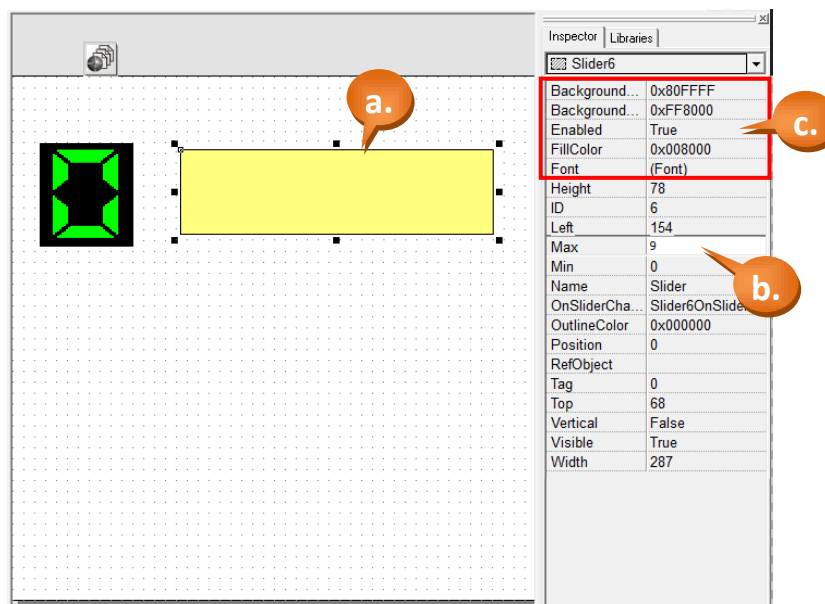 Inspector Libraries
Slider6
a.
Background... 0x80FFFF
Background... 0xFF8000
Enabled True
c.
FillColor 0x008000
Font (Font)
Height 78
ID 6
Left 154
Max 9
Min 0
b.
Name Slider
OnSliderCha... Slider6OnSlide
OutlineColor 0x000000
Position 0
RefObject
Tag 0
Top 68
Vertical False
Visible True
Width 287
0